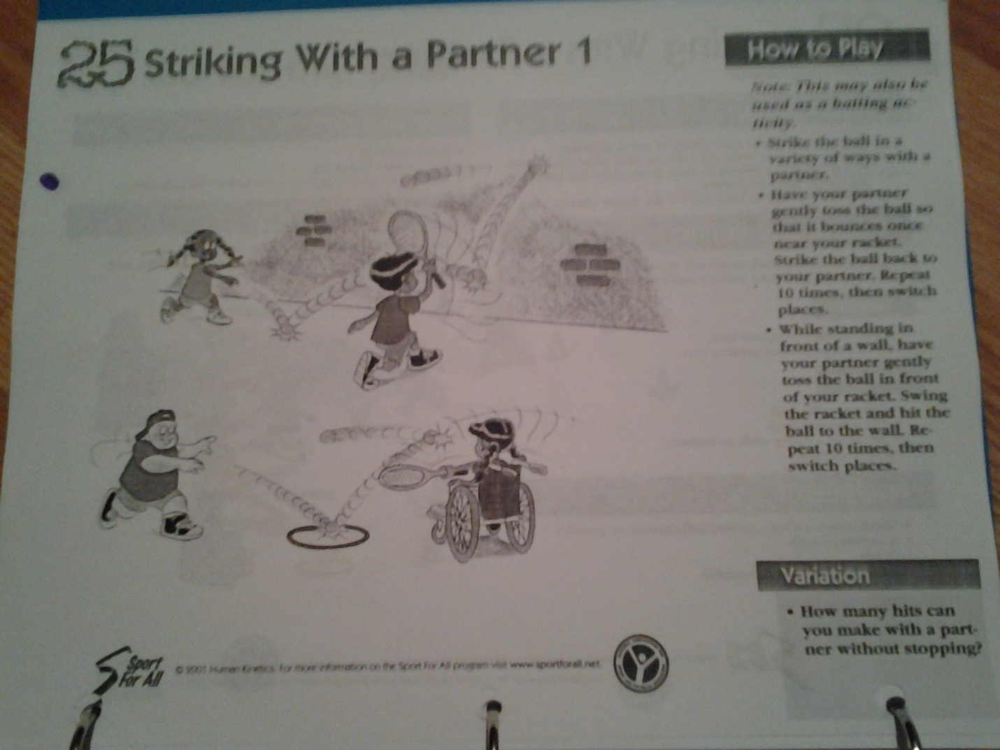 25 Striking With a Partner 1
How to Play
Note: This may also be
used as a batting ac-
tivity.
• Strike the ball in a
variety of ways with a
partner.
• Have your partner
gently toss the ball so
that it bounces once
near your racket.
Strike the ball back to
your partner. Repeat
10 times, then switch
places.
• While standing in
front of a wall, have
your partner gently
toss the ball in front
of your racket. Swing
the racket and hit the
ball to the wall. Re-
peat 10 times, then
switch places.
Variation
• How many hits can
you make with a part-
ner without stopping?
Sport
For All
© 2001 Human Kinetics. For more information on the Sport For All program visit www.sportforall.net.